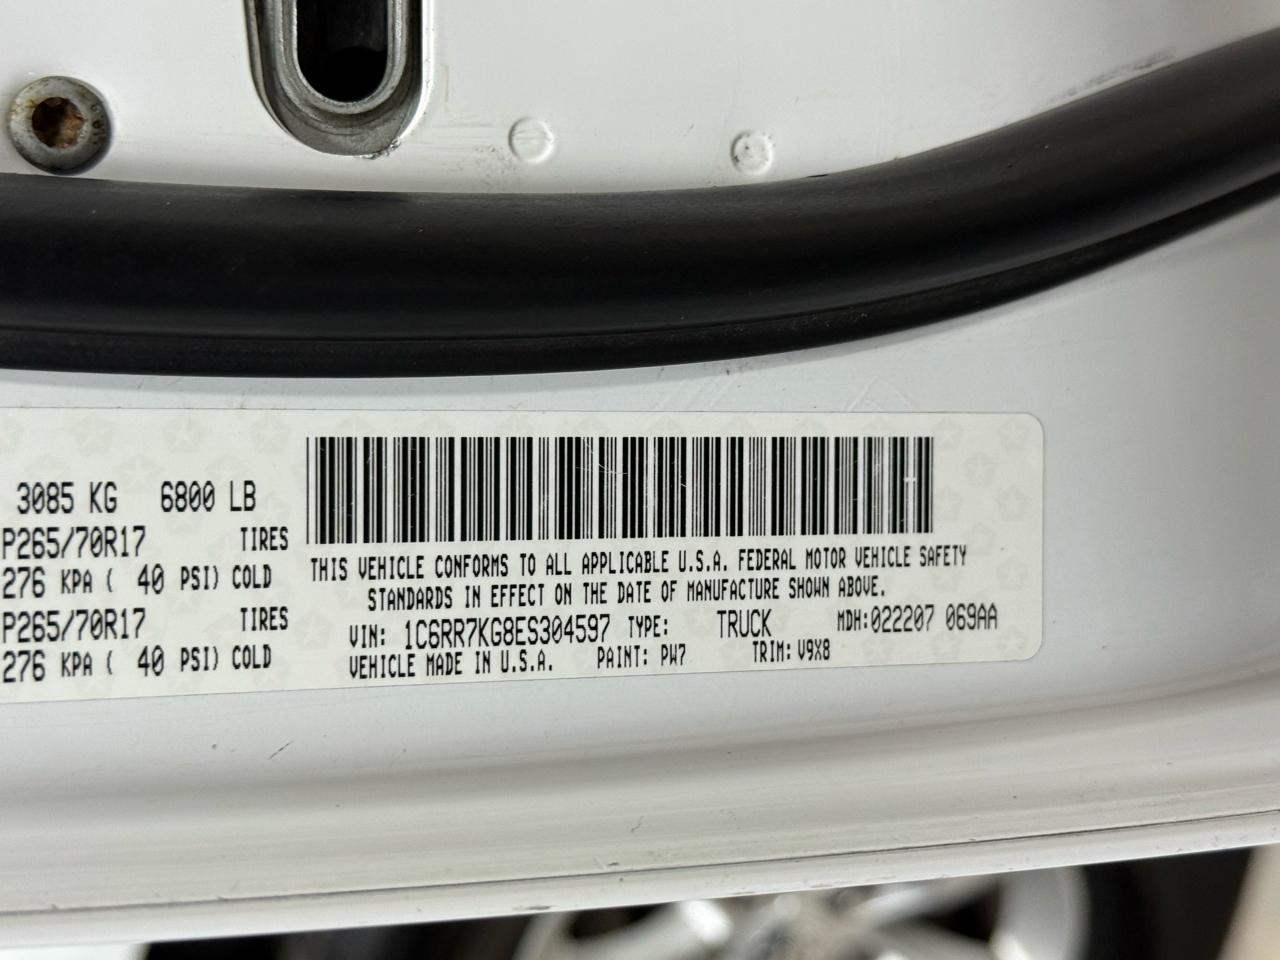 3085 KG 6800 LB
P265/70R17 TIRES
276 KPA ( 40 PSI) COLD
P265/70R17 TIRES
276 KPA ( 40 PSI) COLD
THIS VEHICLE CONFORMS TO ALL APPLICABLE U.S.A. FEDERAL MOTOR VEHICLE SAFETY
STANDARDS IN EFFECT ON THE DATE OF MANUFACTURE SHOWN ABOVE.
VIN: 1C6RR7KG8ES304597 TYPE: TRUCK MDH:022207 069AA
VEHICLE MADE IN U.S.A. PAINT: PW7 TRIM: V9X8